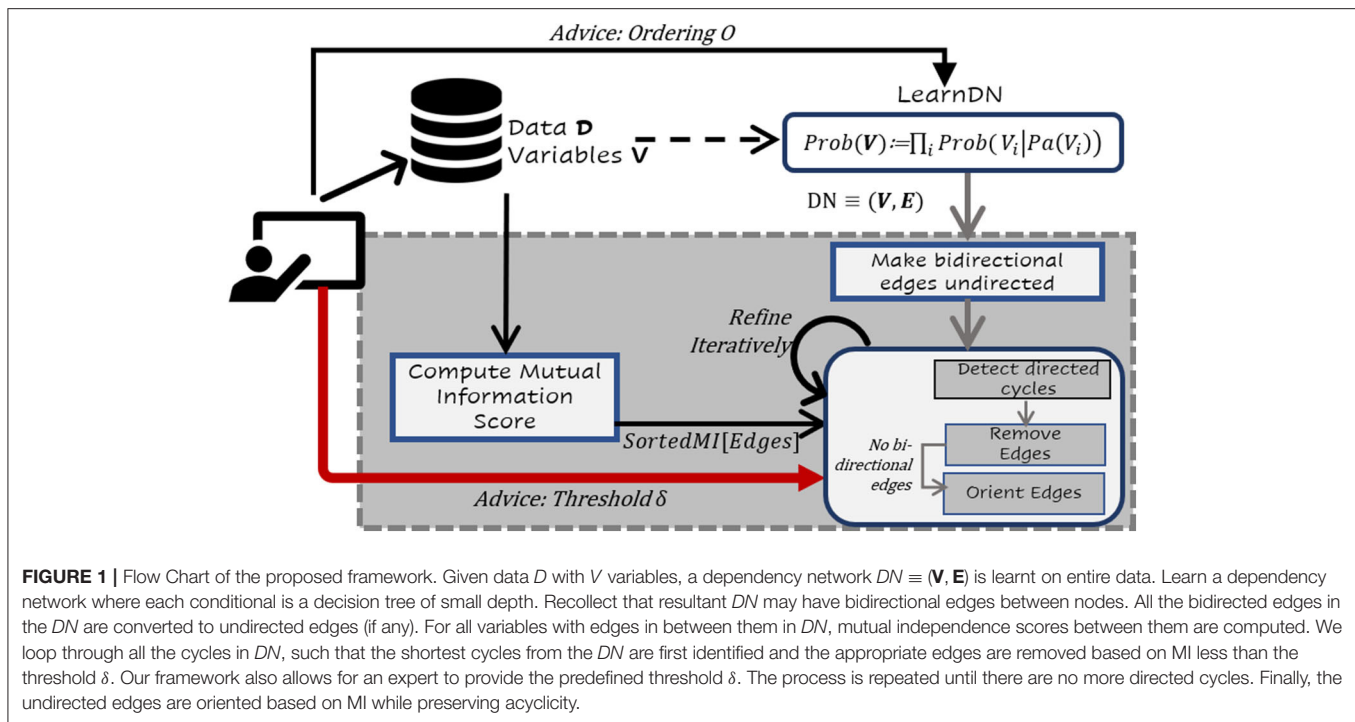 Advice: Ordering O
LearnDN
Data D
Variables V
Prob(V):=∏ᵢ Prob(Vᵢ|Pa(Vᵢ))
DN ≡ (V, E)
Make bidirectional
edges undirected
Refine
Iteratively
Compute Mutual
Information
Score
SortedMI[Edges]
Detect directed
cycles
Remove
Edges
No bi-
directional
edges
Orient Edges
Advice: Threshold δ
FIGURE 1 | Flow Chart of the proposed framework. Given data D with V variables, a dependency network DN ≡ (V, E) is learnt on entire data. Learn a dependency
network where each conditional is a decision tree of small depth. Recollect that resultant DN may have bidirectional edges between nodes. All the bidirected edges in
the DN are converted to undirected edges (if any). For all variables with edges in between them in DN, mutual independence scores between them are computed. We
loop through all the cycles in DN, such that the shortest cycles from the DN are first identified and the appropriate edges are removed based on MI less than the
threshold δ. Our framework also allows for an expert to provide the predefined threshold δ. The process is repeated until there are no more directed cycles. Finally, the
undirected edges are oriented based on MI while preserving acyclicity.